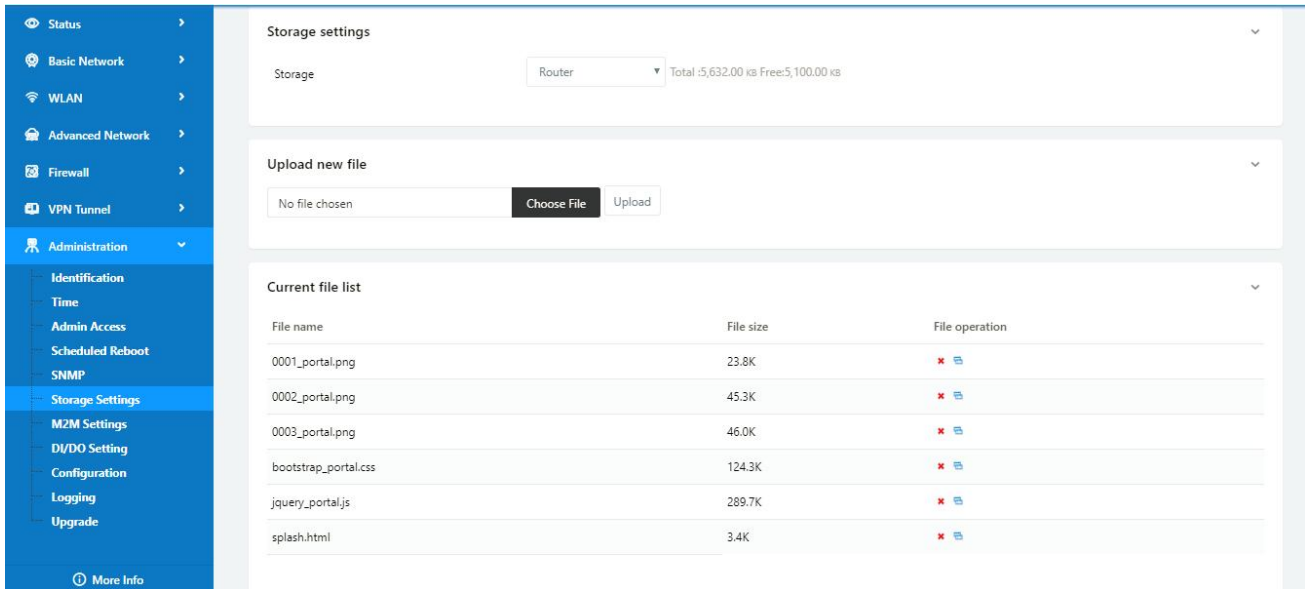 Status
Basic Network
WLAN
Advanced Network
Firewall
VPN Tunnel
Administration
Identification
Time
Admin Access
Scheduled Reboot
SNMP
Storage Settings
M2M Settings
DI/DO Setting
Configuration
Logging
Upgrade
More Info
Storage settings
Storage Router Total :5,632.00 KB Free:5,100.00 KB
Upload new file
No file chosen Choose File Upload
Current file list
File name File size File operation
0001_portal.png 23.8K
0002_portal.png 45.3K
0003_portal.png 46.0K
bootstrap_portal.css 124.3K
jquery_portal.js 289.7K
splash.html 3.4K